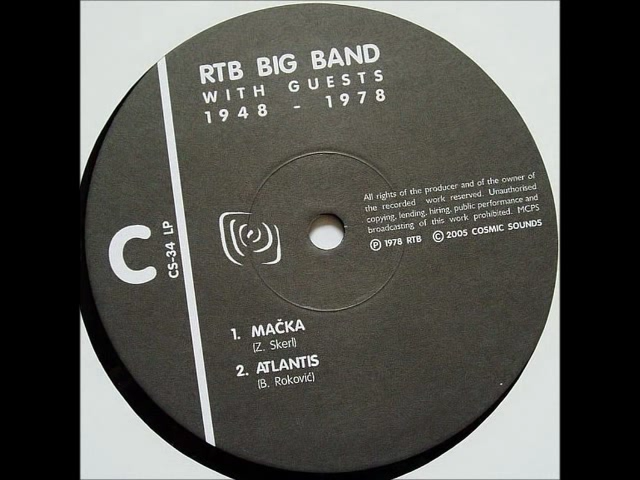 RTB BIG BAND
WITH GUESTS
1948 - 1978
All rights of the producer and of the owner of
the recorded work reserved. Unauthorised
copying, lending, hiring, public performance and
broadcasting of this work prohibited. MCPS
Ⓟ 1978 RTB © 2005 COSMIC SOUNDS
C
CS-34 LP
1. MAČKA
(Z. Skerl)
2. ATLANTIS
(B. Roković)